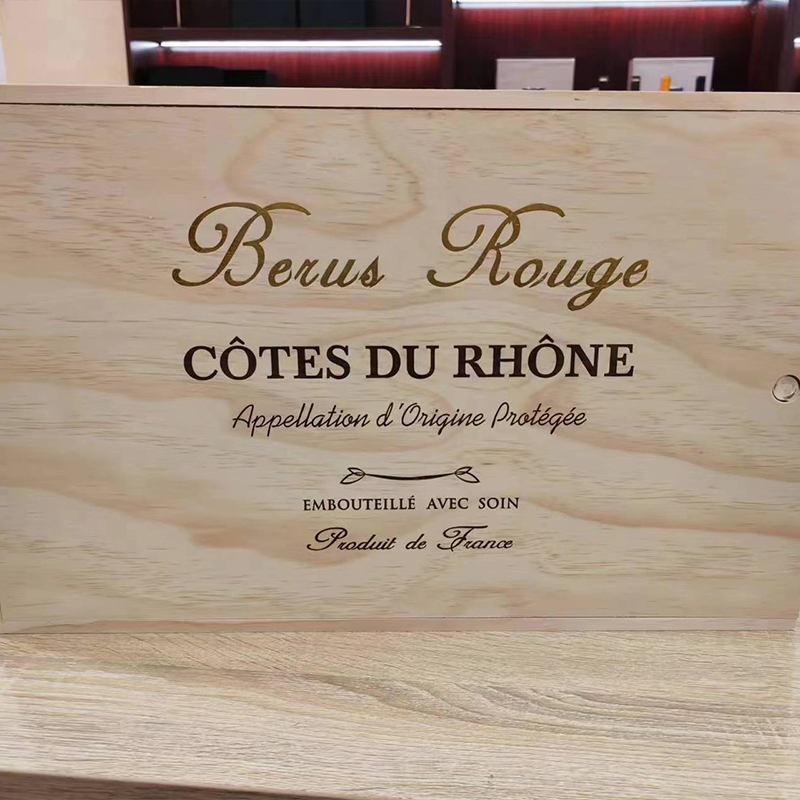 Berus Rouge
CÔTES DU RHÔNE
Appellation d'Origine Protégée
EMBOUTEILLÉ AVEC SOIN
Produit de France